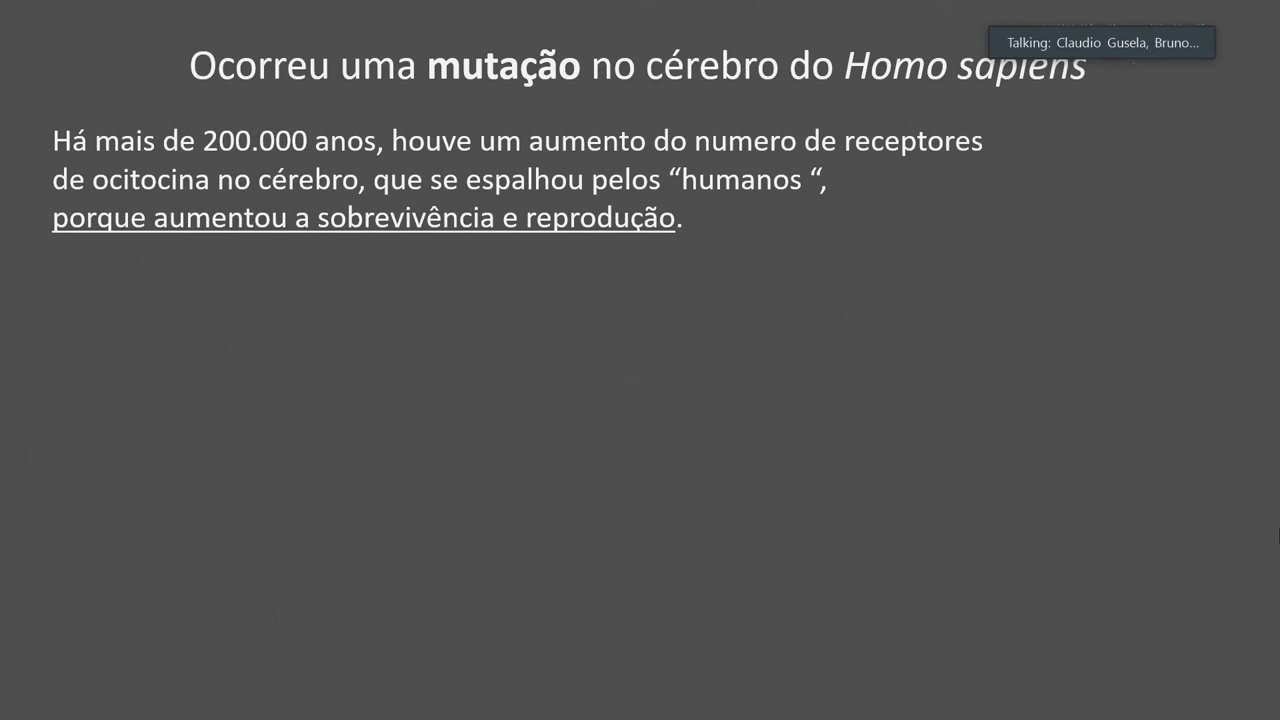 Talking: Claudio Gusela, Bruno...
Ocorreu uma mutação no cérebro do Homo sapiens
Há mais de 200.000 anos, houve um aumento do numero de receptores
de ocitocina no cérebro, que se espalhou pelos “humanos “,
porque aumentou a sobrevivência e reprodução.